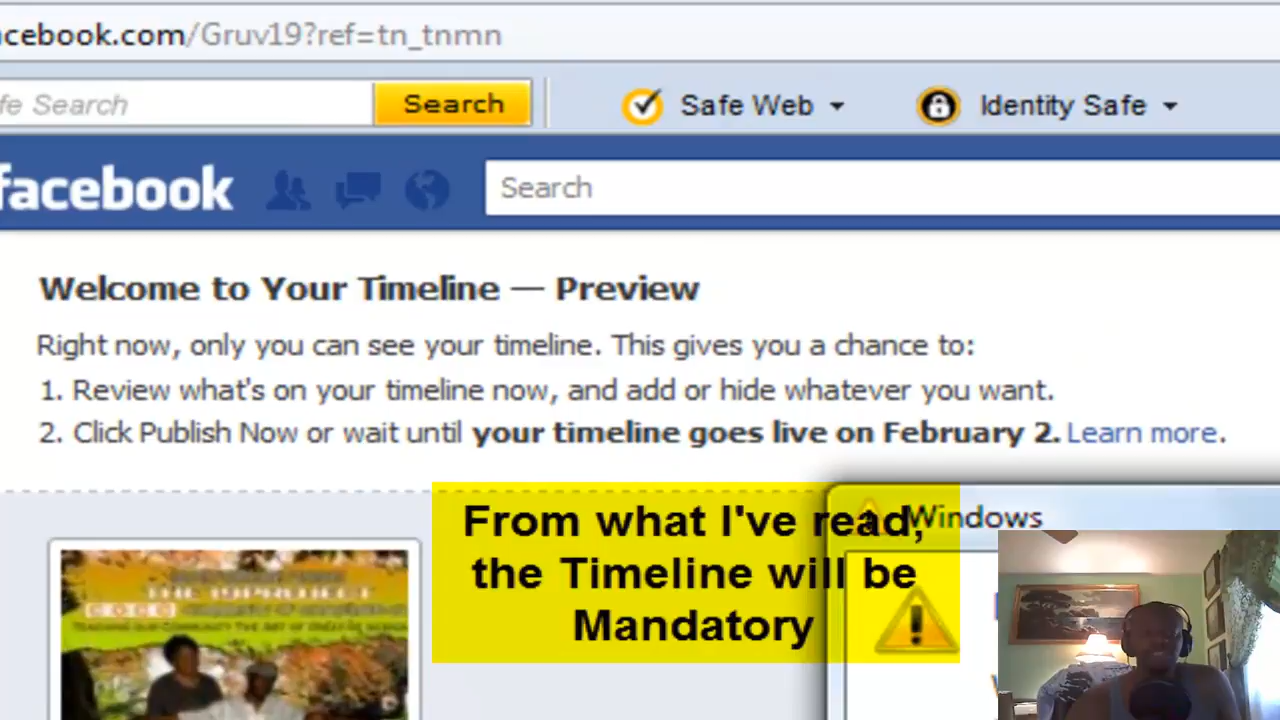 acebook.com/Gruv19?ref=tn_tnmn
fe Search
Search
Safe Web
Identity Safe
facebook
Search
Welcome to Your Timeline — Preview
Right now, only you can see your timeline. This gives you a chance to:
1. Review what's on your timeline now, and add or hide whatever you want.
2. Click Publish Now or wait until your timeline goes live on February 2. Learn more.
Windows
From what I've read,
the Timeline will be
Mandatory